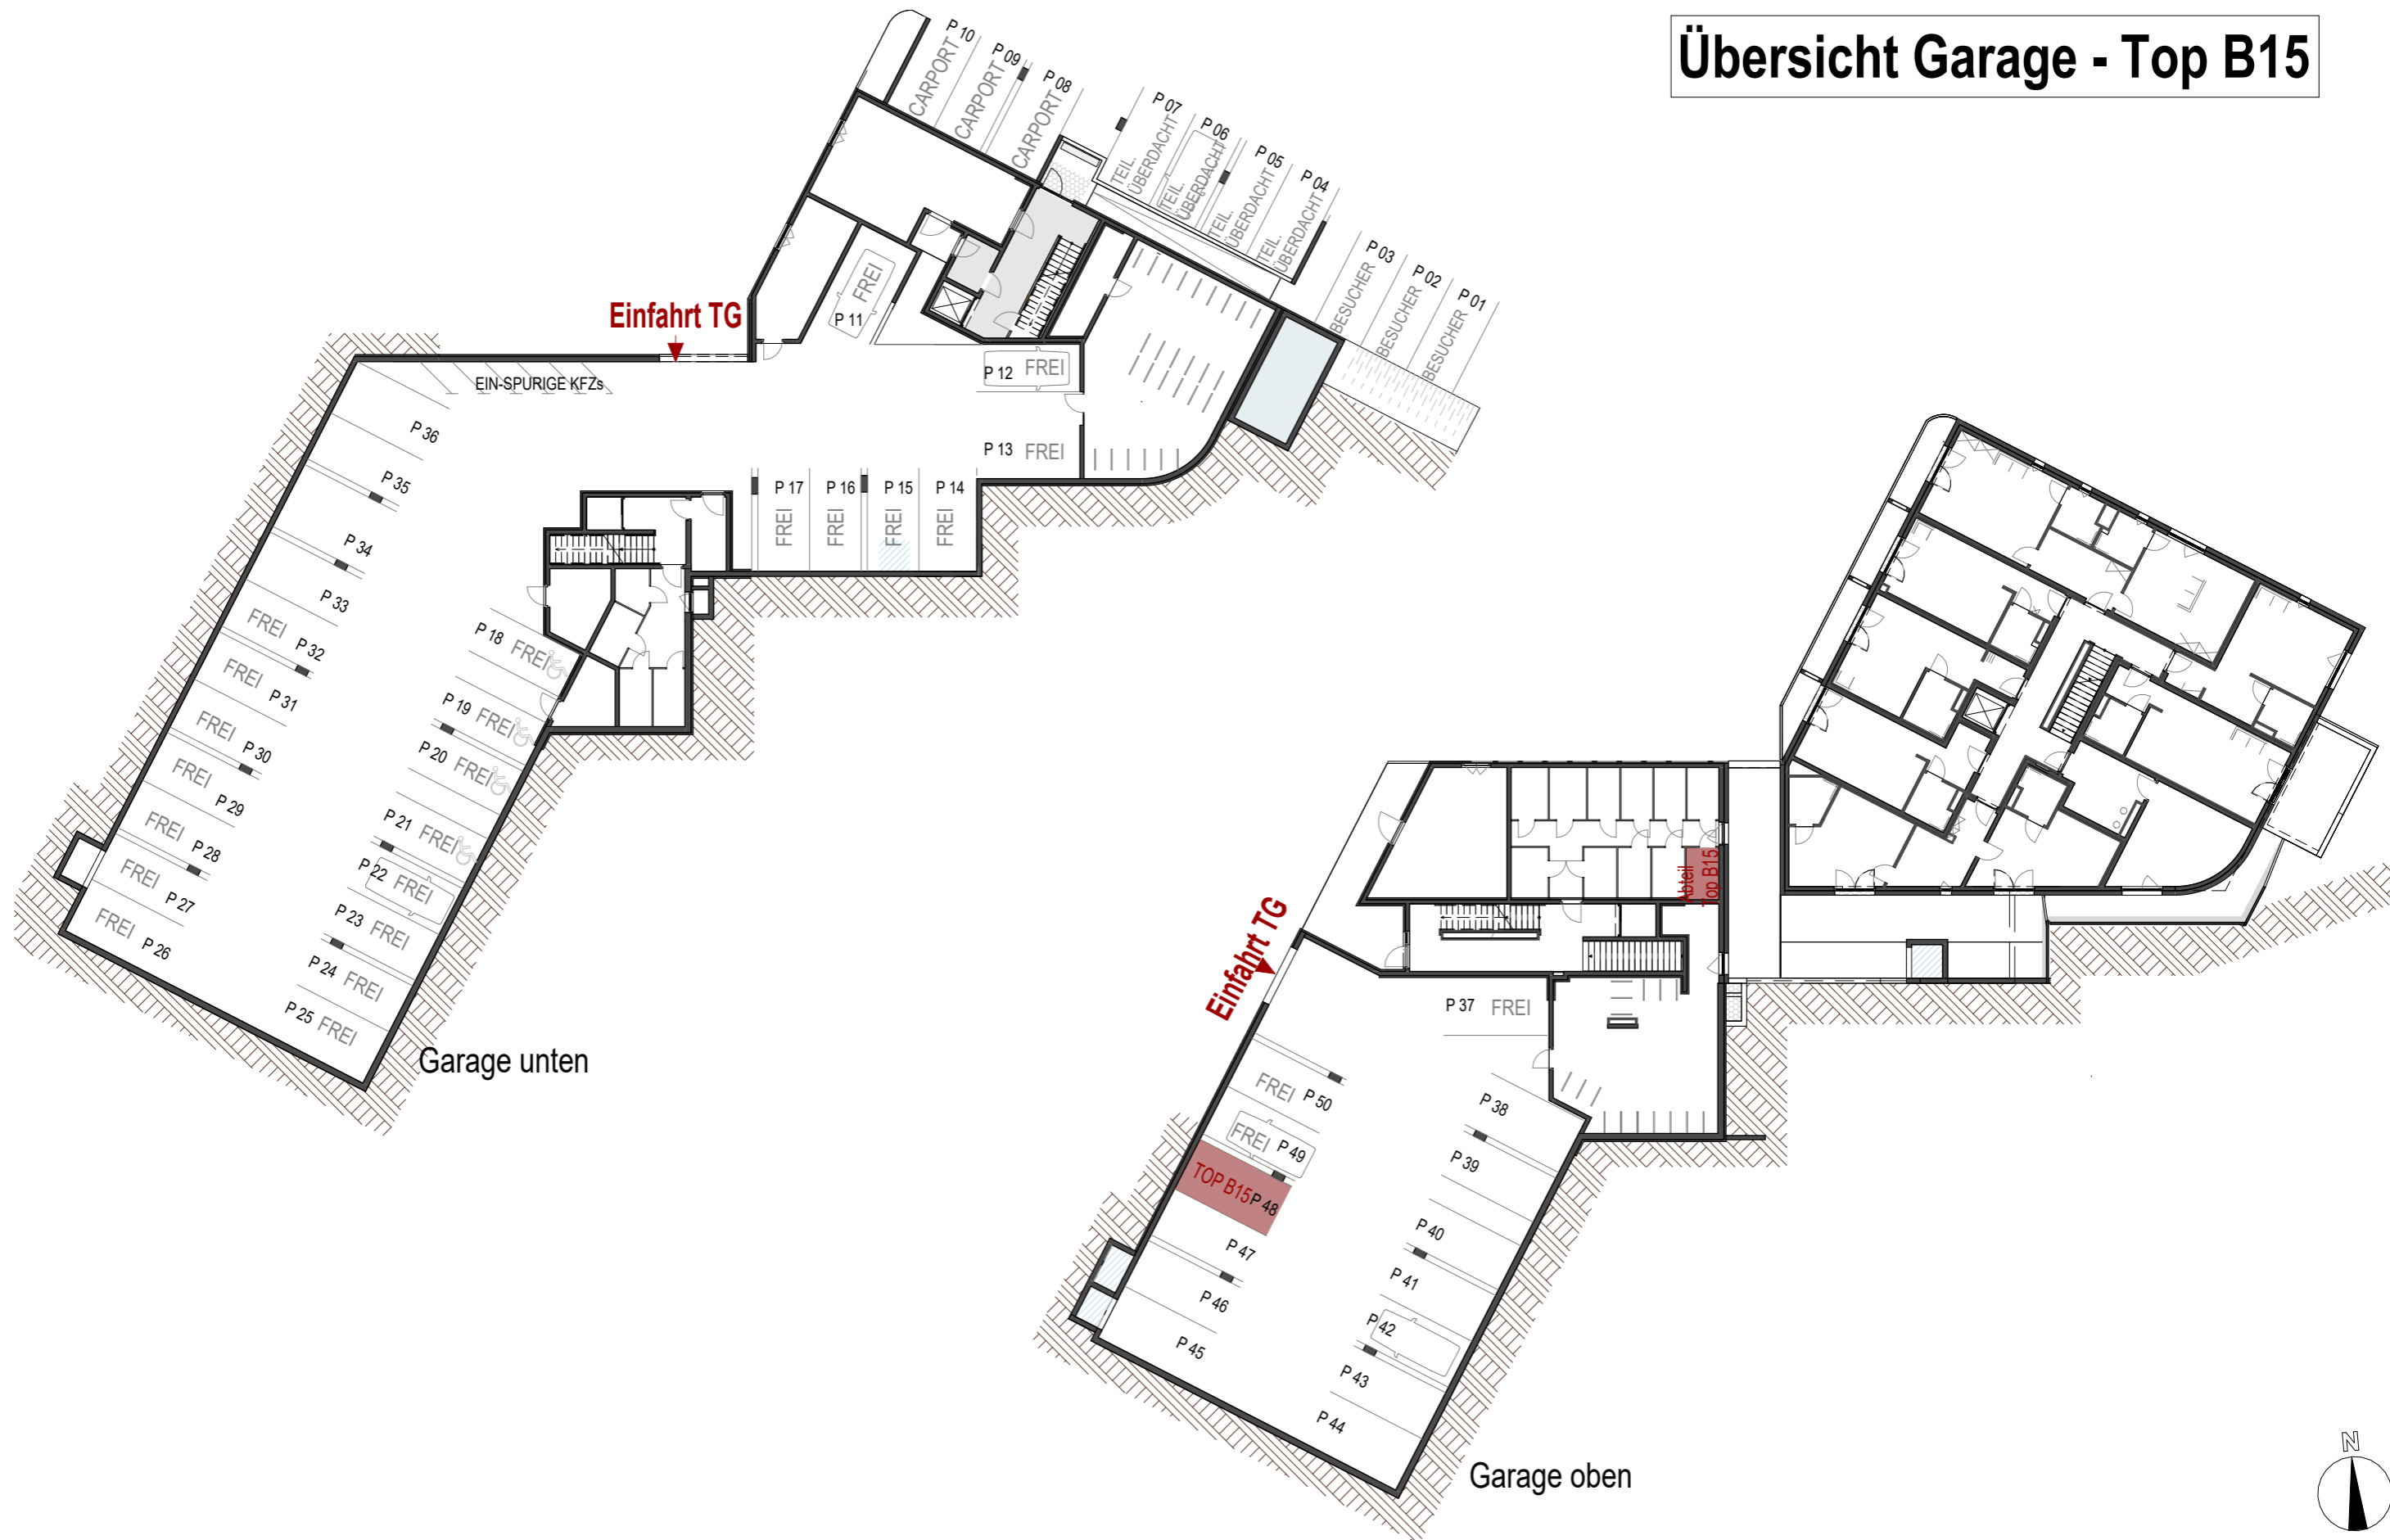 Übersicht Garage - Top B15
P 10
CARPORT
P 09
CARPORT
P 08
CARPORT
P 07
TEIL.
ÜBERDACHT
P 06
TEIL.
ÜBERDACHT
P 05
TEIL.
ÜBERDACHT
P 04
TEIL.
ÜBERDACHT
P 03
BESUCHER
P 02
BESUCHER
P 01
BESUCHER
Einfahrt TG
EIN-SPURIGE KFZs
FREI
P 11
P 12 FREI
P 13 FREI
P 17
FREI
P 16
FREI
P 15
FREI
P 14
FREI
P 36
P 35
P 34
P 33
FREI P 32
FREI P 31
FREI P 30
FREI P 29
FREI P 28
FREI P 27
FREI P 26
P 18 FREI
P 19 FREI
P 20 FREI
P 21 FREI
P 22 FREI
P 23 FREI
P 24 FREI
P 25 FREI
Garage unten
Abteil
Top B15
Einfahrt TG
P 37 FREI
FREI P 50
FREI P 49
TOP B15 P 48
P 47
P 46
P 45
P 38
P 39
P 40
P 41
P 42
P 43
P 44
Garage oben
N